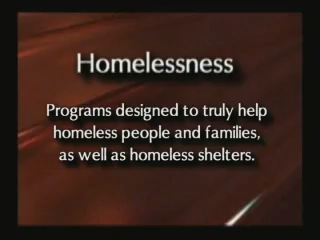 Homelessness
Programs designed to truly help
homeless people and families,
as well as homeless shelters.